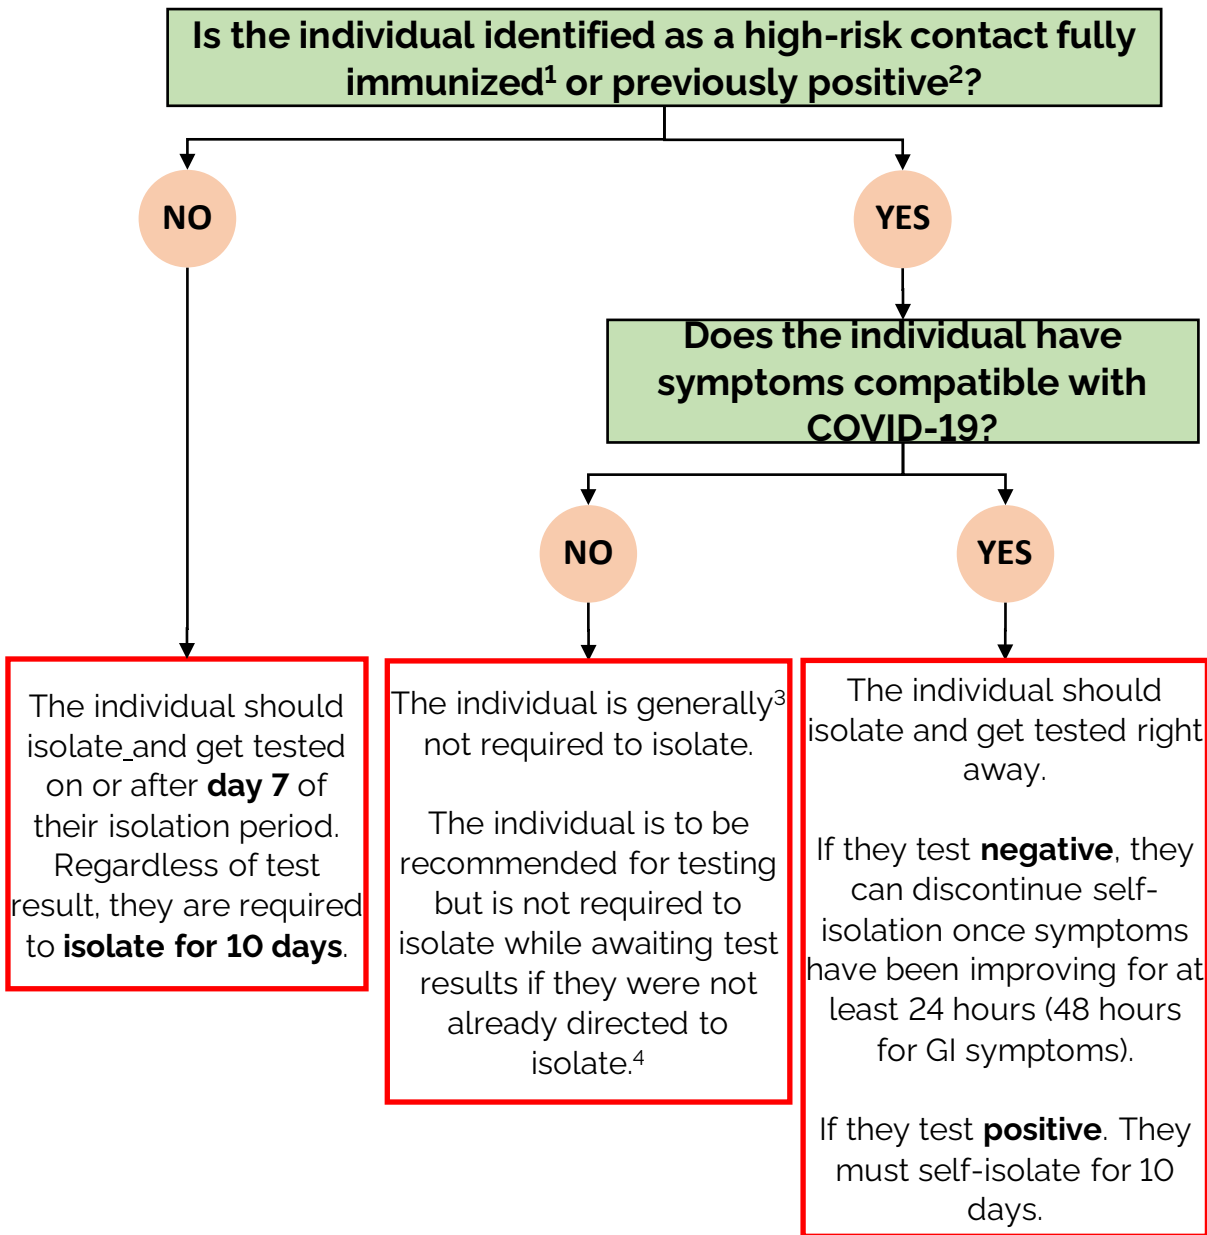 Is the individual identified as a high-risk contact fully
immunized¹ or previously positive²?
NO
YES
Does the individual have
symptoms compatible with
COVID-19?
NO
YES
The individual should
isolate and get tested
on or after day 7 of
their isolation period.
Regardless of test
result, they are required
to isolate for 10 days.
The individual is generally³
not required to isolate.
The individual is to be
recommended for testing
but is not required to
isolate while awaiting test
results if they were not
already directed to
isolate.⁴
The individual should
isolate and get tested right
away.
If they test negative, they
can discontinue self-
isolation once symptoms
have been improving for at
least 24 hours (48 hours
for GI symptoms).
If they test positive. They
must self-isolate for 10
days.